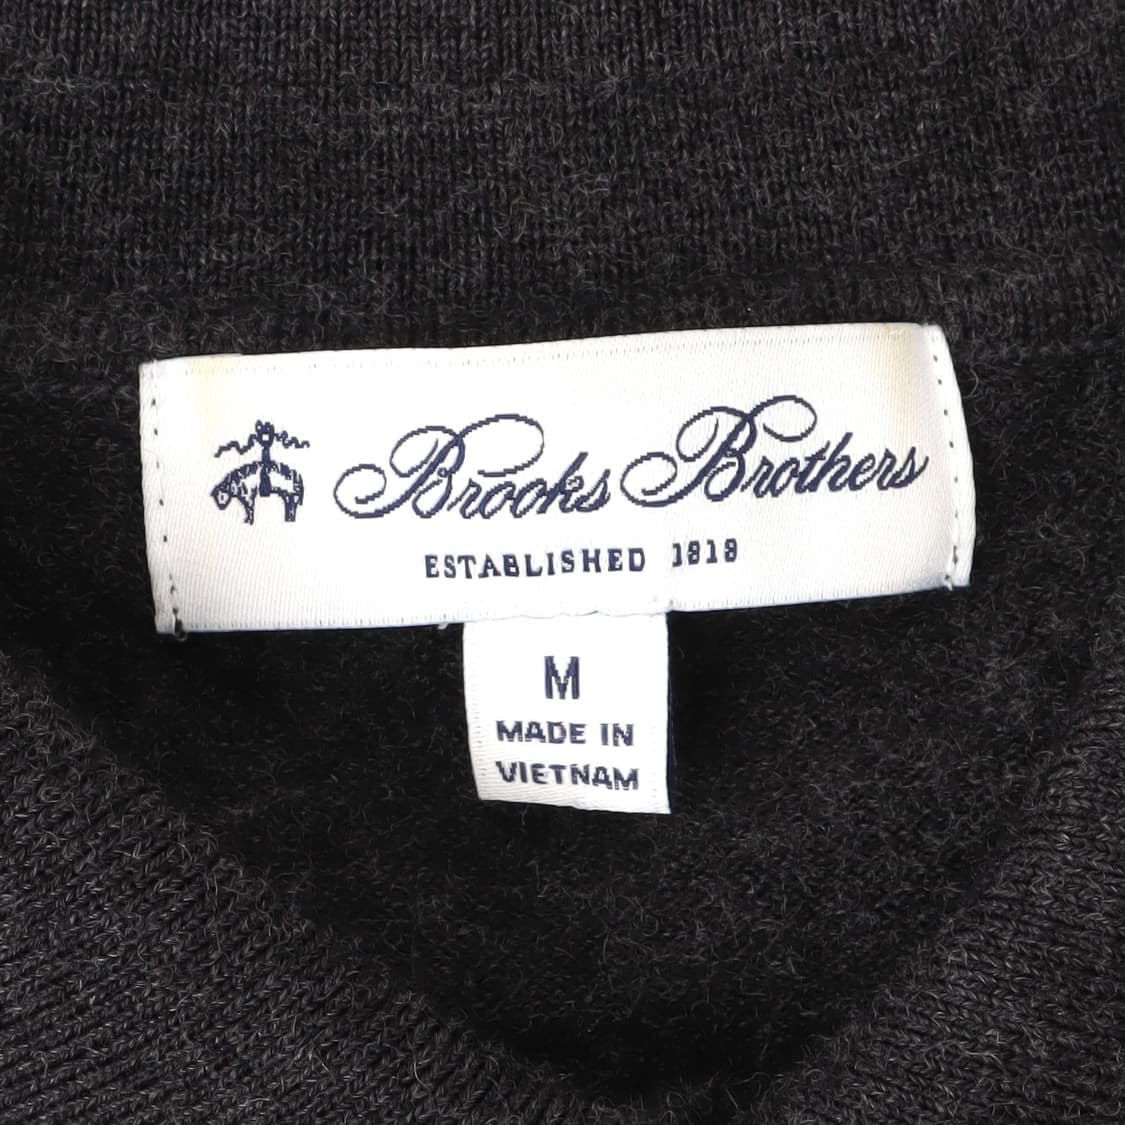 Brooks Brothers
ESTABLISHED 1818
M
MADE IN
VIETNAM